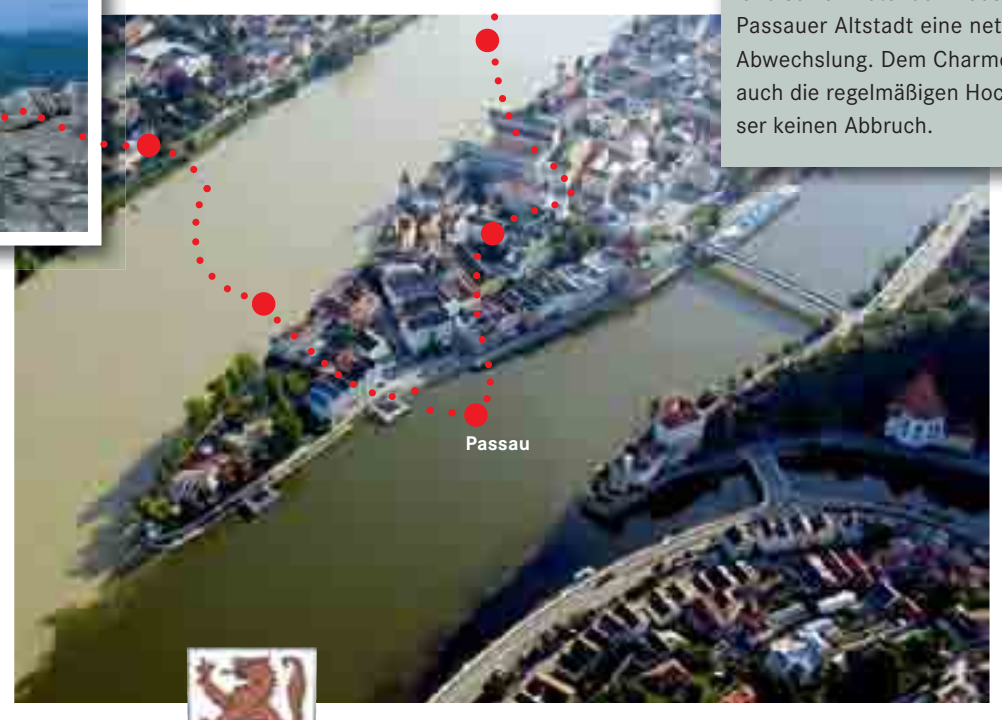 Passauer Altstadt eine net
Abwechslung. Dem Charme
auch die regelmäßigen Hoc
ser keinen Abbruch.
Passau